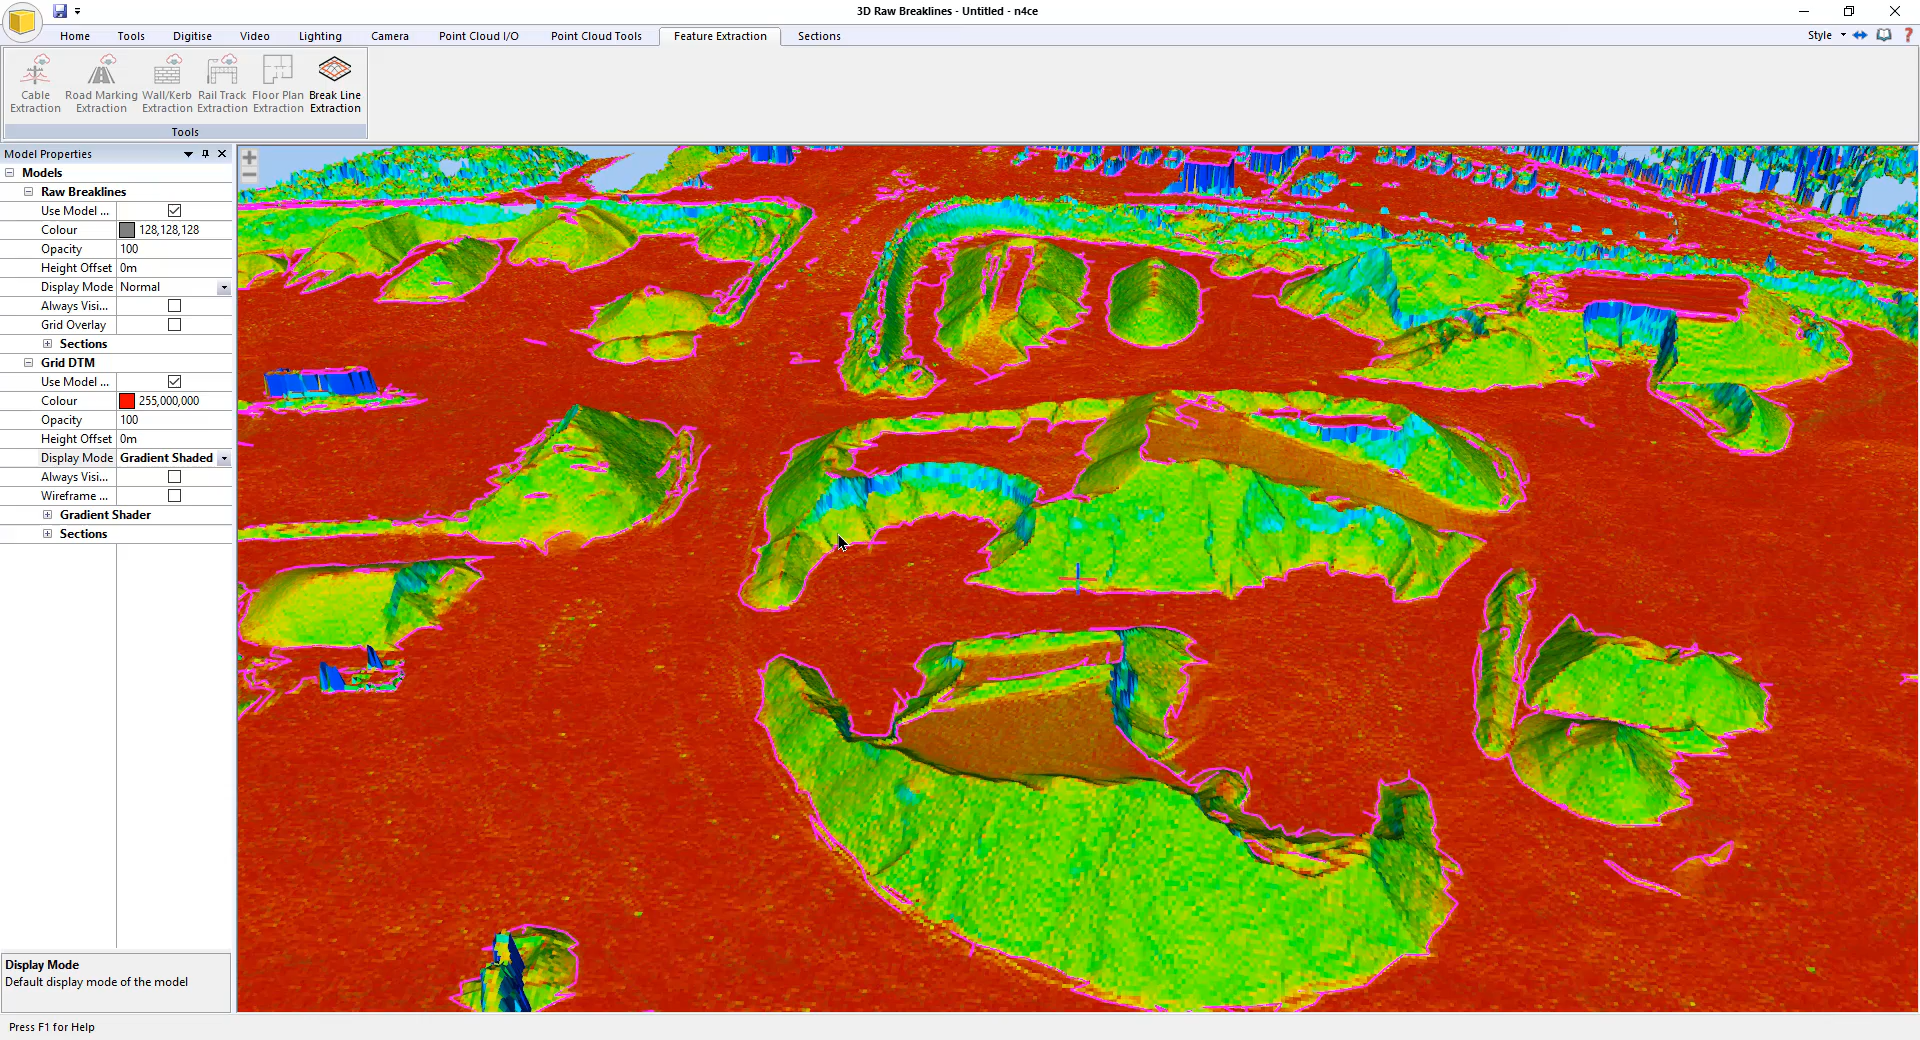 3D Raw Breaklines - Untitled - n4ce
Home Tools Digitise Video Lighting Camera Point Cloud I/O Point Cloud Tools Feature Extraction Sections Style
Cable Extraction
Road Marking Extraction
Wall/Kerb Extraction
Rail Track Extraction
Floor Plan Extraction
Break Line Extraction
Tools
Model Properties
Models
Raw Breaklines
Use Model ...
Colour 128,128,128
Opacity 100
Height Offset 0m
Display Mode Normal
Always Visi...
Grid Overlay
Sections
Grid DTM
Use Model ...
Colour 255,000,000
Opacity 100
Height Offset 0m
Display Mode Gradient Shaded
Always Visi...
Wireframe ...
Gradient Shader
Sections
Display Mode
Default display mode of the model
Press F1 for Help